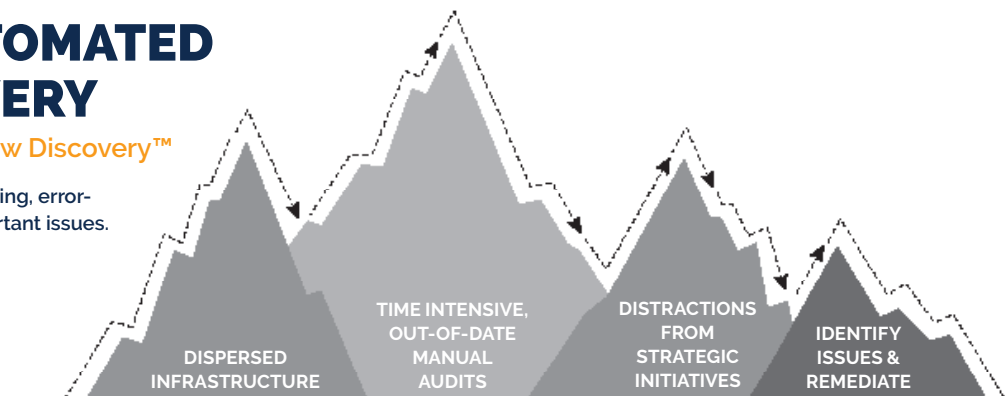 TOMATED
ERY
w Discovery™
ing, error-
rtant issues.
DISPERSED
INFRASTRUCTURE
TIME INTENSIVE,
OUT-OF-DATE
MANUAL
AUDITS
DISTRACTIONS
FROM
STRATEGIC
INITIATIVES
IDENTIFY
ISSUES &
REMEDIATE